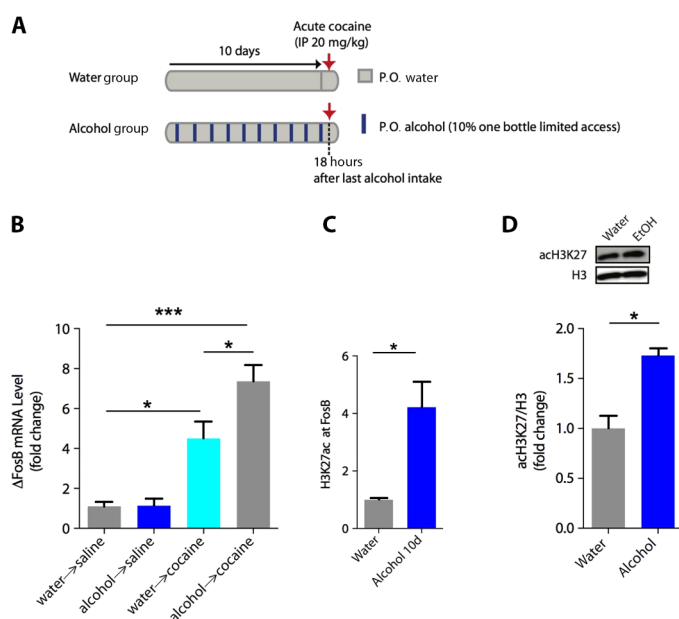 A
Acute cocaine
(IP 20 mg/kg)
10 days
Water group
P.O. water
Alcohol group
P.O. alcohol (10% one bottle limited access)
18 hours
after last alcohol intake
B
ΔFosB mRNA Level
(fold change)
10
8
6
4
2
0
***
*
*
water→saline
alcohol→saline
water→cocaine
alcohol→cocaine
C
H3K27ac at FosB
6
4
2
0
*
Water
Alcohol 10d
D
Water
EtOH
acH3K27
H3
acH3K27/H3
(fold change)
2.0
1.5
1.0
0.5
0.0
*
Water
Alcohol